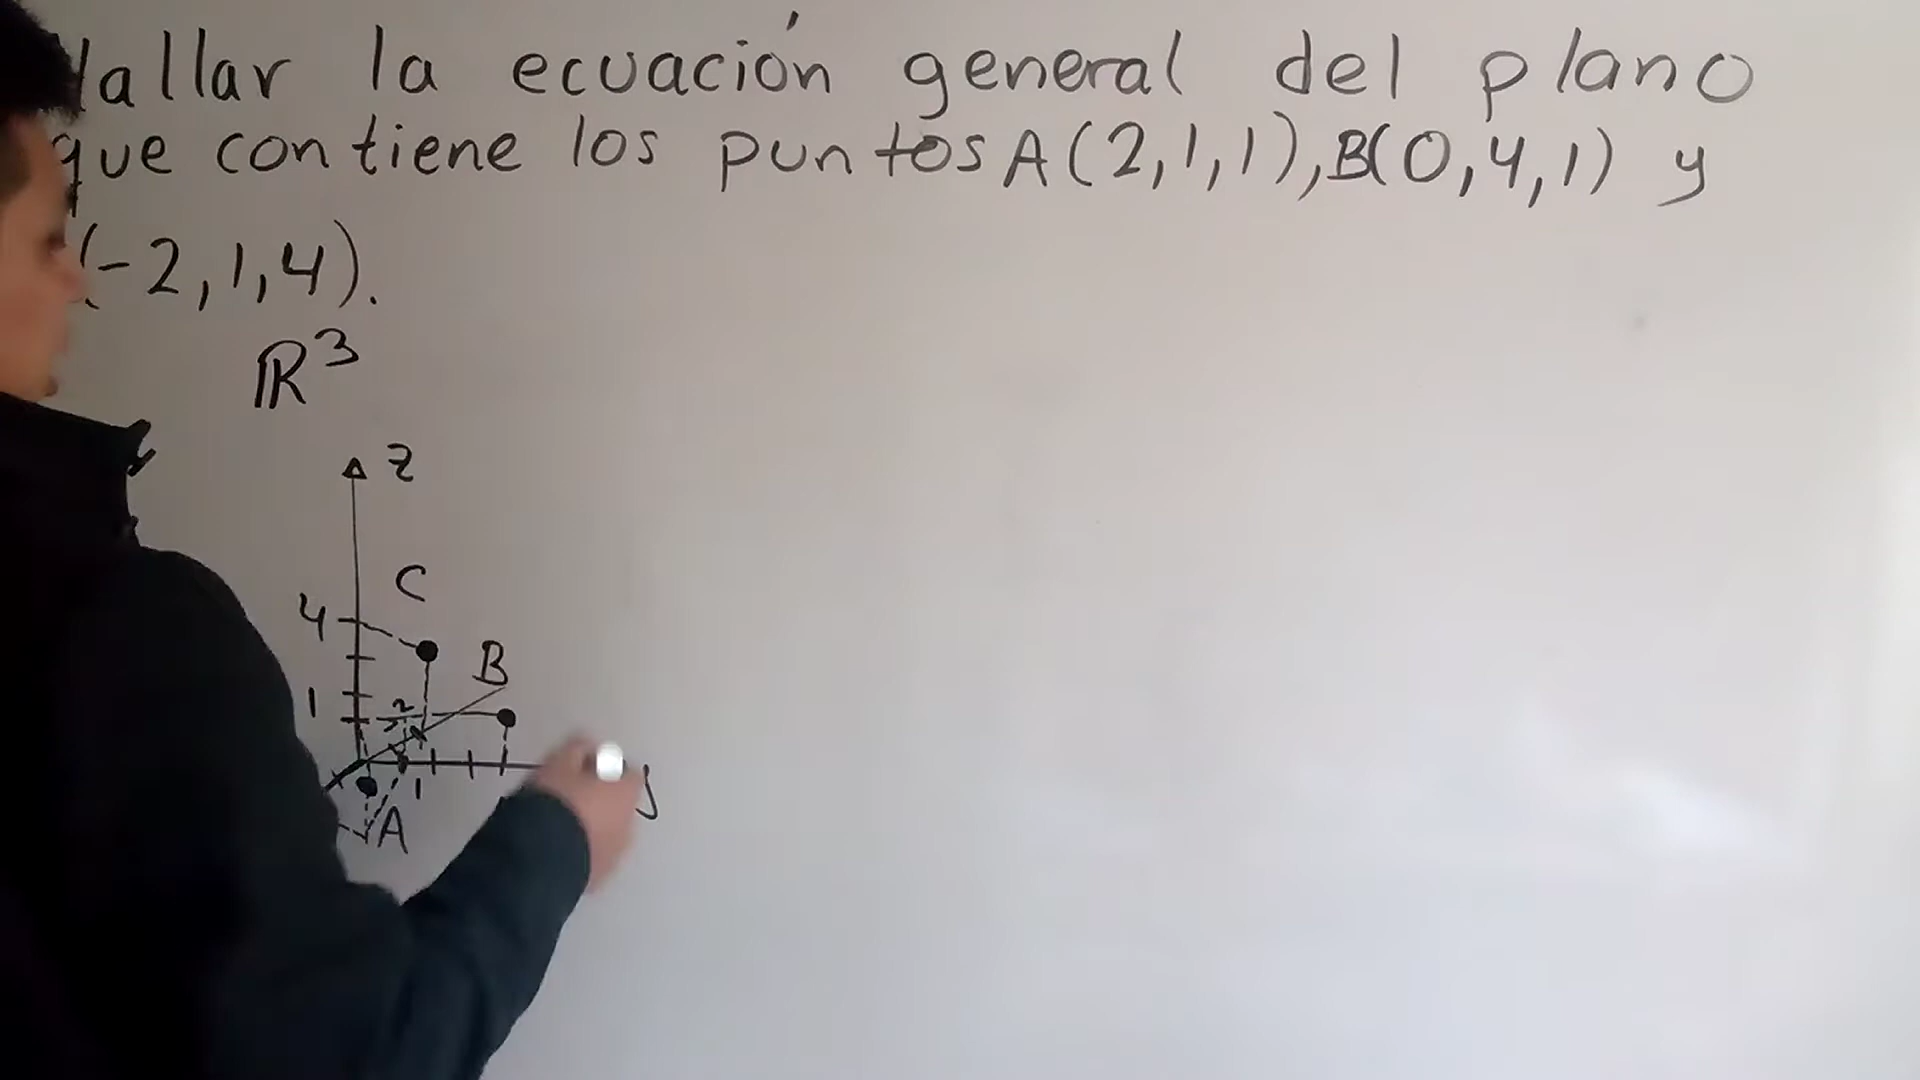 Hallar la ecuación general del plano
que contiene los puntos A(2,1,1), B(0,4,1) y
(-2,1,4).
ℝ³
z
C
4
B
1
2
y
1
A